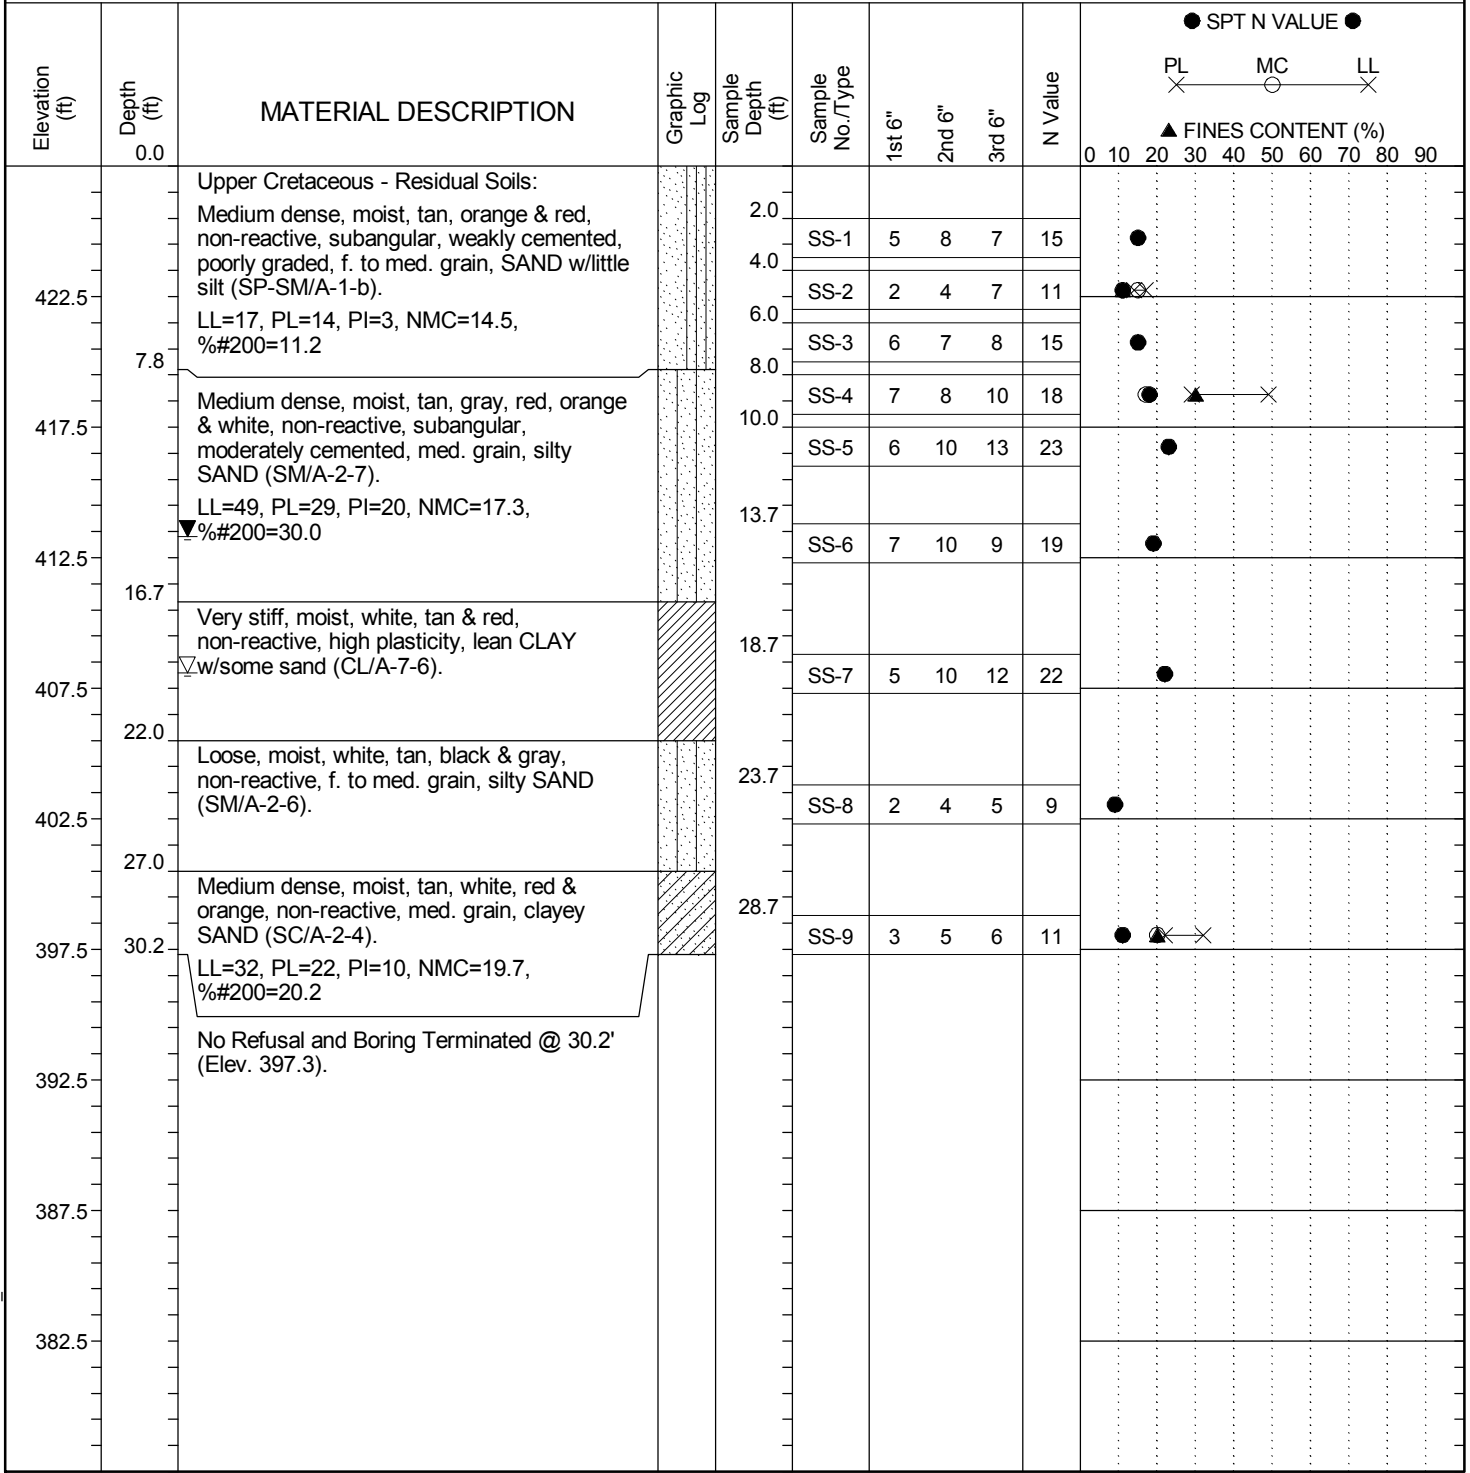 ● SPT N VALUE ●
PL MC LL
▲ FINES CONTENT (%)
0 10 20 30 40 50 60 70 80 90
Elevation
(ft)
Depth
(ft)
0.0
MATERIAL DESCRIPTION
Graphic
Log
Sample
Depth
(ft)
Sample
No./Type
1st 6"
2nd 6"
3rd 6"
N Value
Upper Cretaceous - Residual Soils:
Medium dense, moist, tan, orange & red,
non-reactive, subangular, weakly cemented,
poorly graded, f. to med. grain, SAND w/little
silt (SP-SM/A-1-b).
LL=17, PL=14, PI=3, NMC=14.5,
%#200=11.2
2.0
SS-1 5 8 7 15
4.0
422.5
SS-2 2 4 7 11
6.0
SS-3 6 7 8 15
7.8
8.0
Medium dense, moist, tan, gray, red, orange
& white, non-reactive, subangular,
moderately cemented, med. grain, silty
SAND (SM/A-2-7).
LL=49, PL=29, PI=20, NMC=17.3,
%#200=30.0
SS-4 7 8 10 18
10.0
417.5
SS-5 6 10 13 23
13.7
SS-6 7 10 9 19
412.5
16.7
Very stiff, moist, white, tan & red,
non-reactive, high plasticity, lean CLAY
w/some sand (CL/A-7-6).
18.7
SS-7 5 10 12 22
407.5
22.0
Loose, moist, white, tan, black & gray,
non-reactive, f. to med. grain, silty SAND
(SM/A-2-6).
23.7
SS-8 2 4 5 9
402.5
27.0
Medium dense, moist, tan, white, red &
orange, non-reactive, med. grain, clayey
SAND (SC/A-2-4).
LL=32, PL=22, PI=10, NMC=19.7,
%#200=20.2
28.7
SS-9 3 5 6 11
397.5
30.2
No Refusal and Boring Terminated @ 30.2'
(Elev. 397.3).
392.5
387.5
382.5